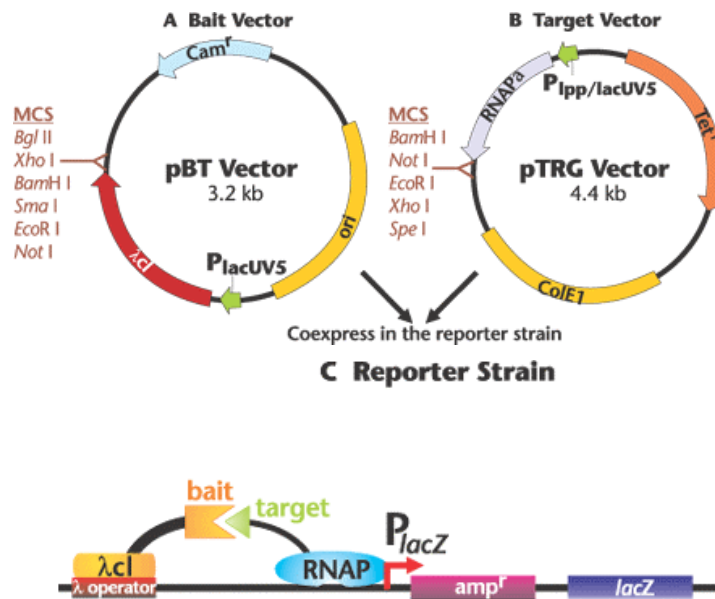 A Bait Vector
Camʳ
MCS
Bgl II
Xho I
BamH I
Sma I
EcoR I
Not I
pBT Vector
3.2 kb
ori
λcI
PlacUV5
B Target Vector
RNAPa
Plpp/lacUV5
Tetʳ
MCS
BamH I
Not I
EcoR I
Xho I
Spe I
pTRG Vector
4.4 kb
ColE1
Coexpress in the reporter strain
C Reporter Strain
bait
target
λcI
λ operator
RNAP
PlacZ
ampʳ
lacZ